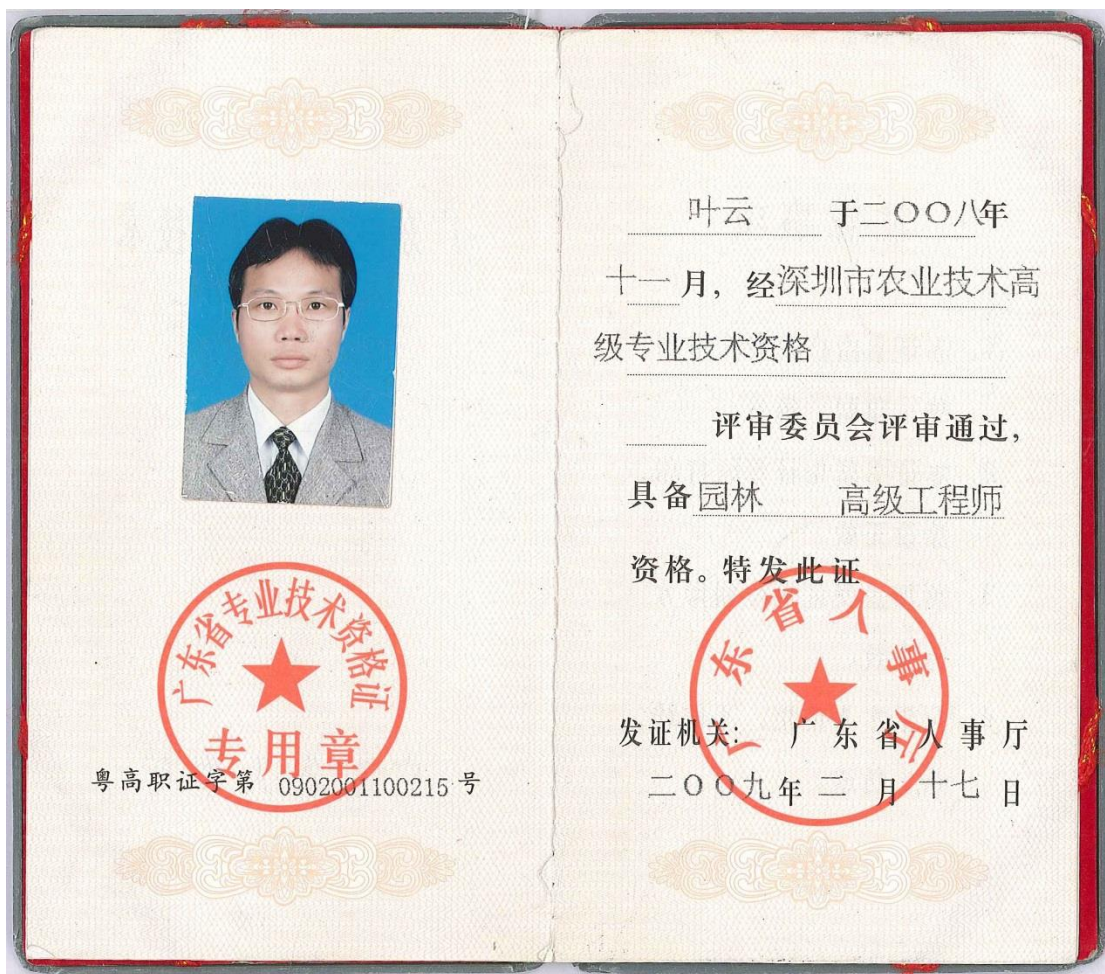 广东省专业技术资格证
专用章
粤高职证字第 0902001100215 号
叶云 于二〇〇八年
十一月，经深圳市农业技术高
级专业技术资格
评审委员会评审通过，
具备园林 高级工程师
资格。特发此证
广东省人事厅
发证机关： 广东省人事厅
二〇〇九年二月十七日